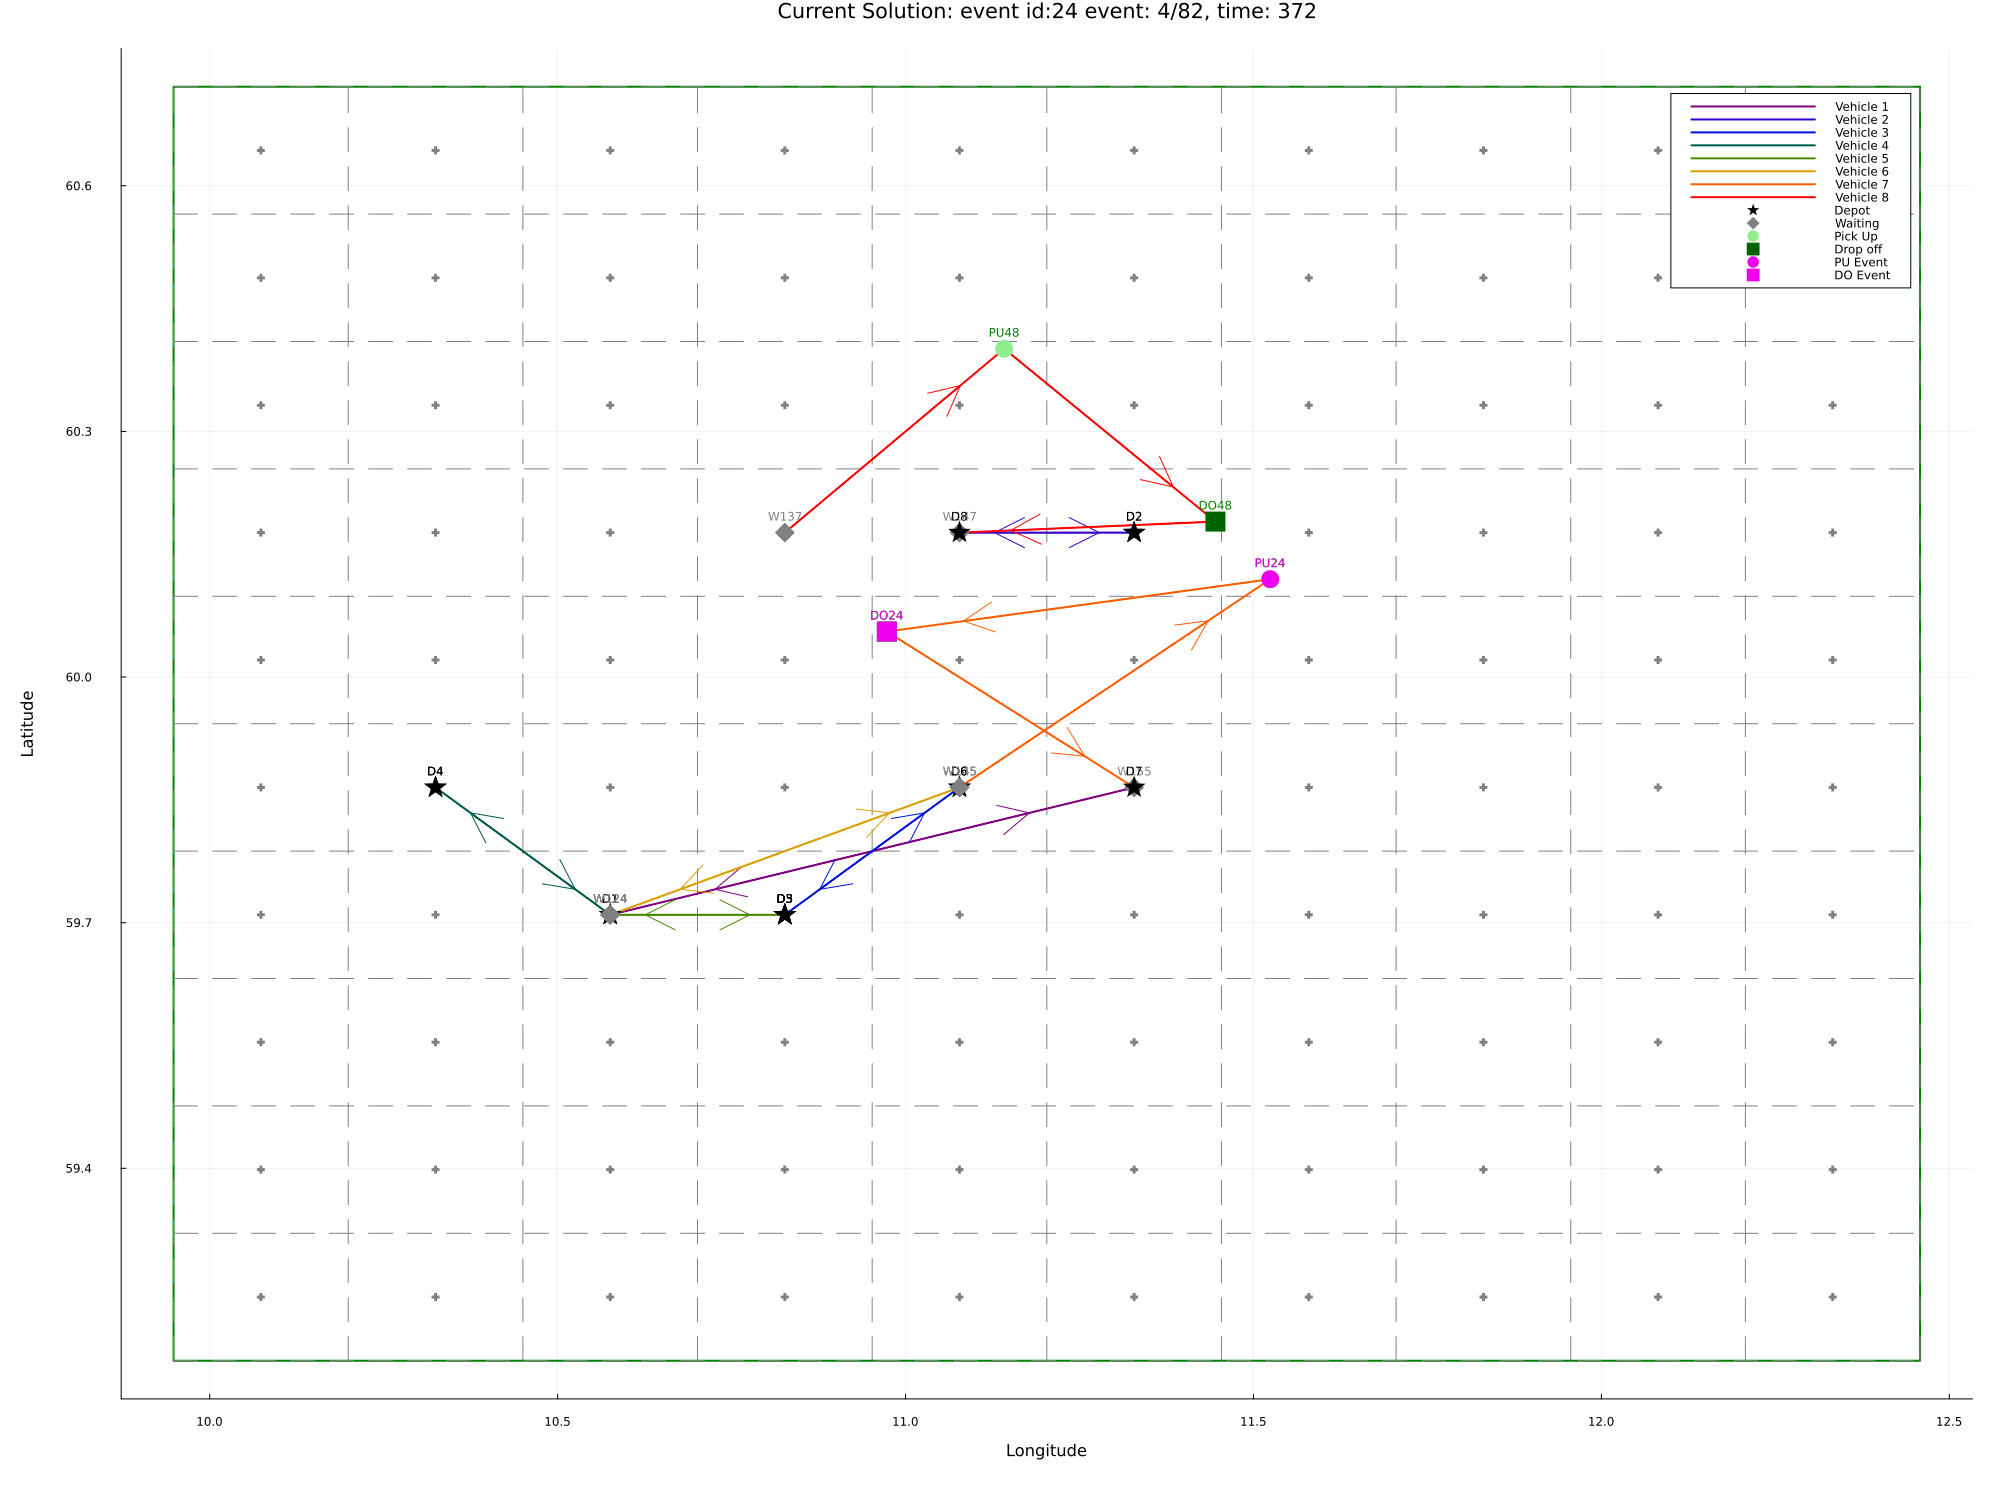 Current Solution: event id:24 event: 4/82, time: 372
Vehicle 1
Vehicle 2
Vehicle 3
Vehicle 4
Vehicle 5
Vehicle 6
Vehicle 7
Vehicle 8
Depot
Waiting
Pick Up
Drop off
PU Event
DO Event
60.6
60.3
60.0
59.7
59.4
Latitude
PU48
DO48
W137
D8
D2
PU24
DO24
D4
D6
D7
10.0
10.5
11.0
11.5
12.0
12.5
Longitude